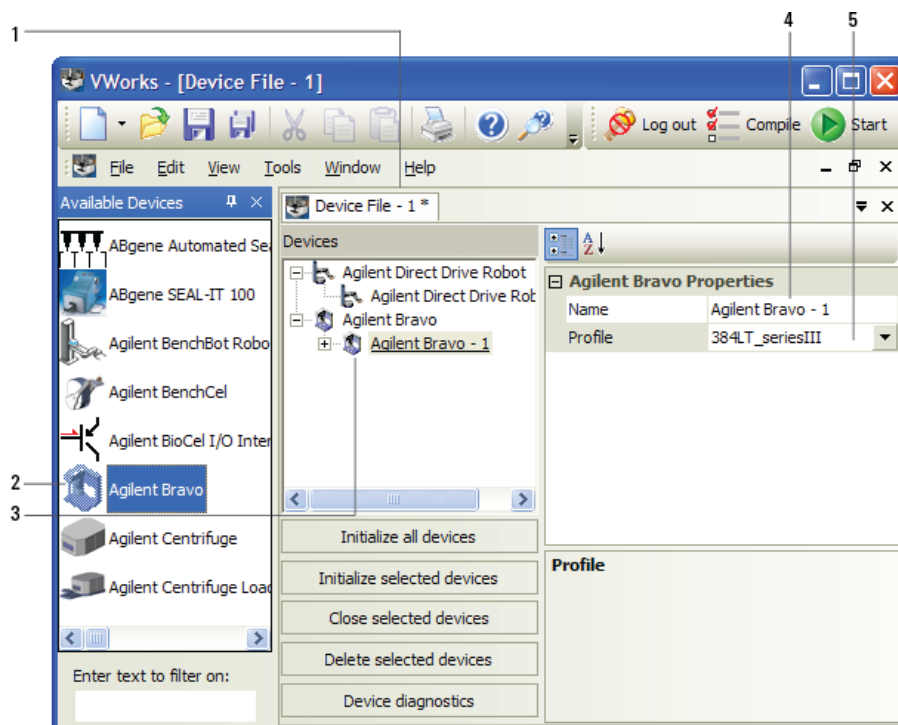 1
4
5
VWorks - [Device File - 1]
Log out
Compile
Start
File Edit View Tools Window Help
Available Devices
Device File - 1 *
ABgene Automated Sea
ABgene SEAL-IT 100
Agilent BenchBot Robo
Agilent BenchCel
Agilent BioCel I/O Inter
2
Agilent Bravo
3
Agilent Centrifuge
Agilent Centrifuge Load
Enter text to filter on:
Devices
Agilent Direct Drive Robot
Agilent Direct Drive Rob
Agilent Bravo
Agilent Bravo - 1
Initialize all devices
Initialize selected devices
Close selected devices
Delete selected devices
Device diagnostics
A
Z
Agilent Bravo Properties
Name Agilent Bravo - 1
Profile 384LT_seriesIII
Profile